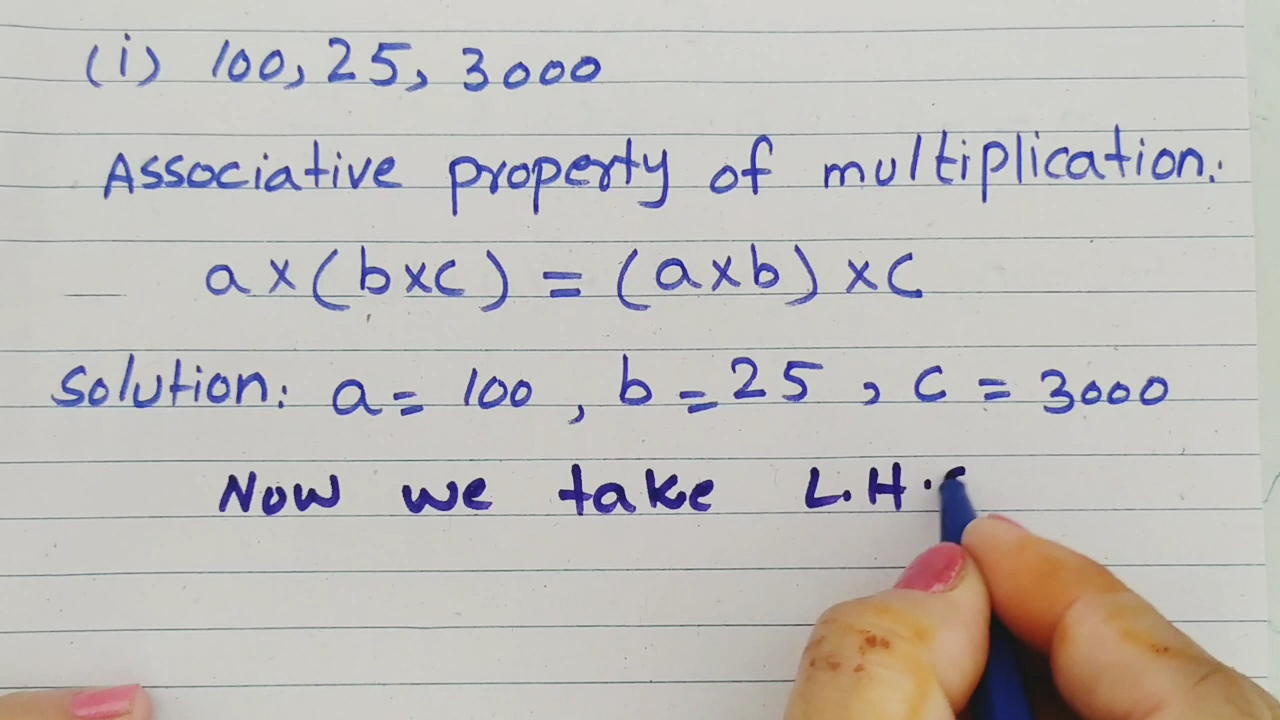 (i) 100, 25, 3000
Associative property of multiplication.
a×(b×c) = (a×b)×c
Solution: a = 100, b = 25, c = 3000
Now we take L.H.S